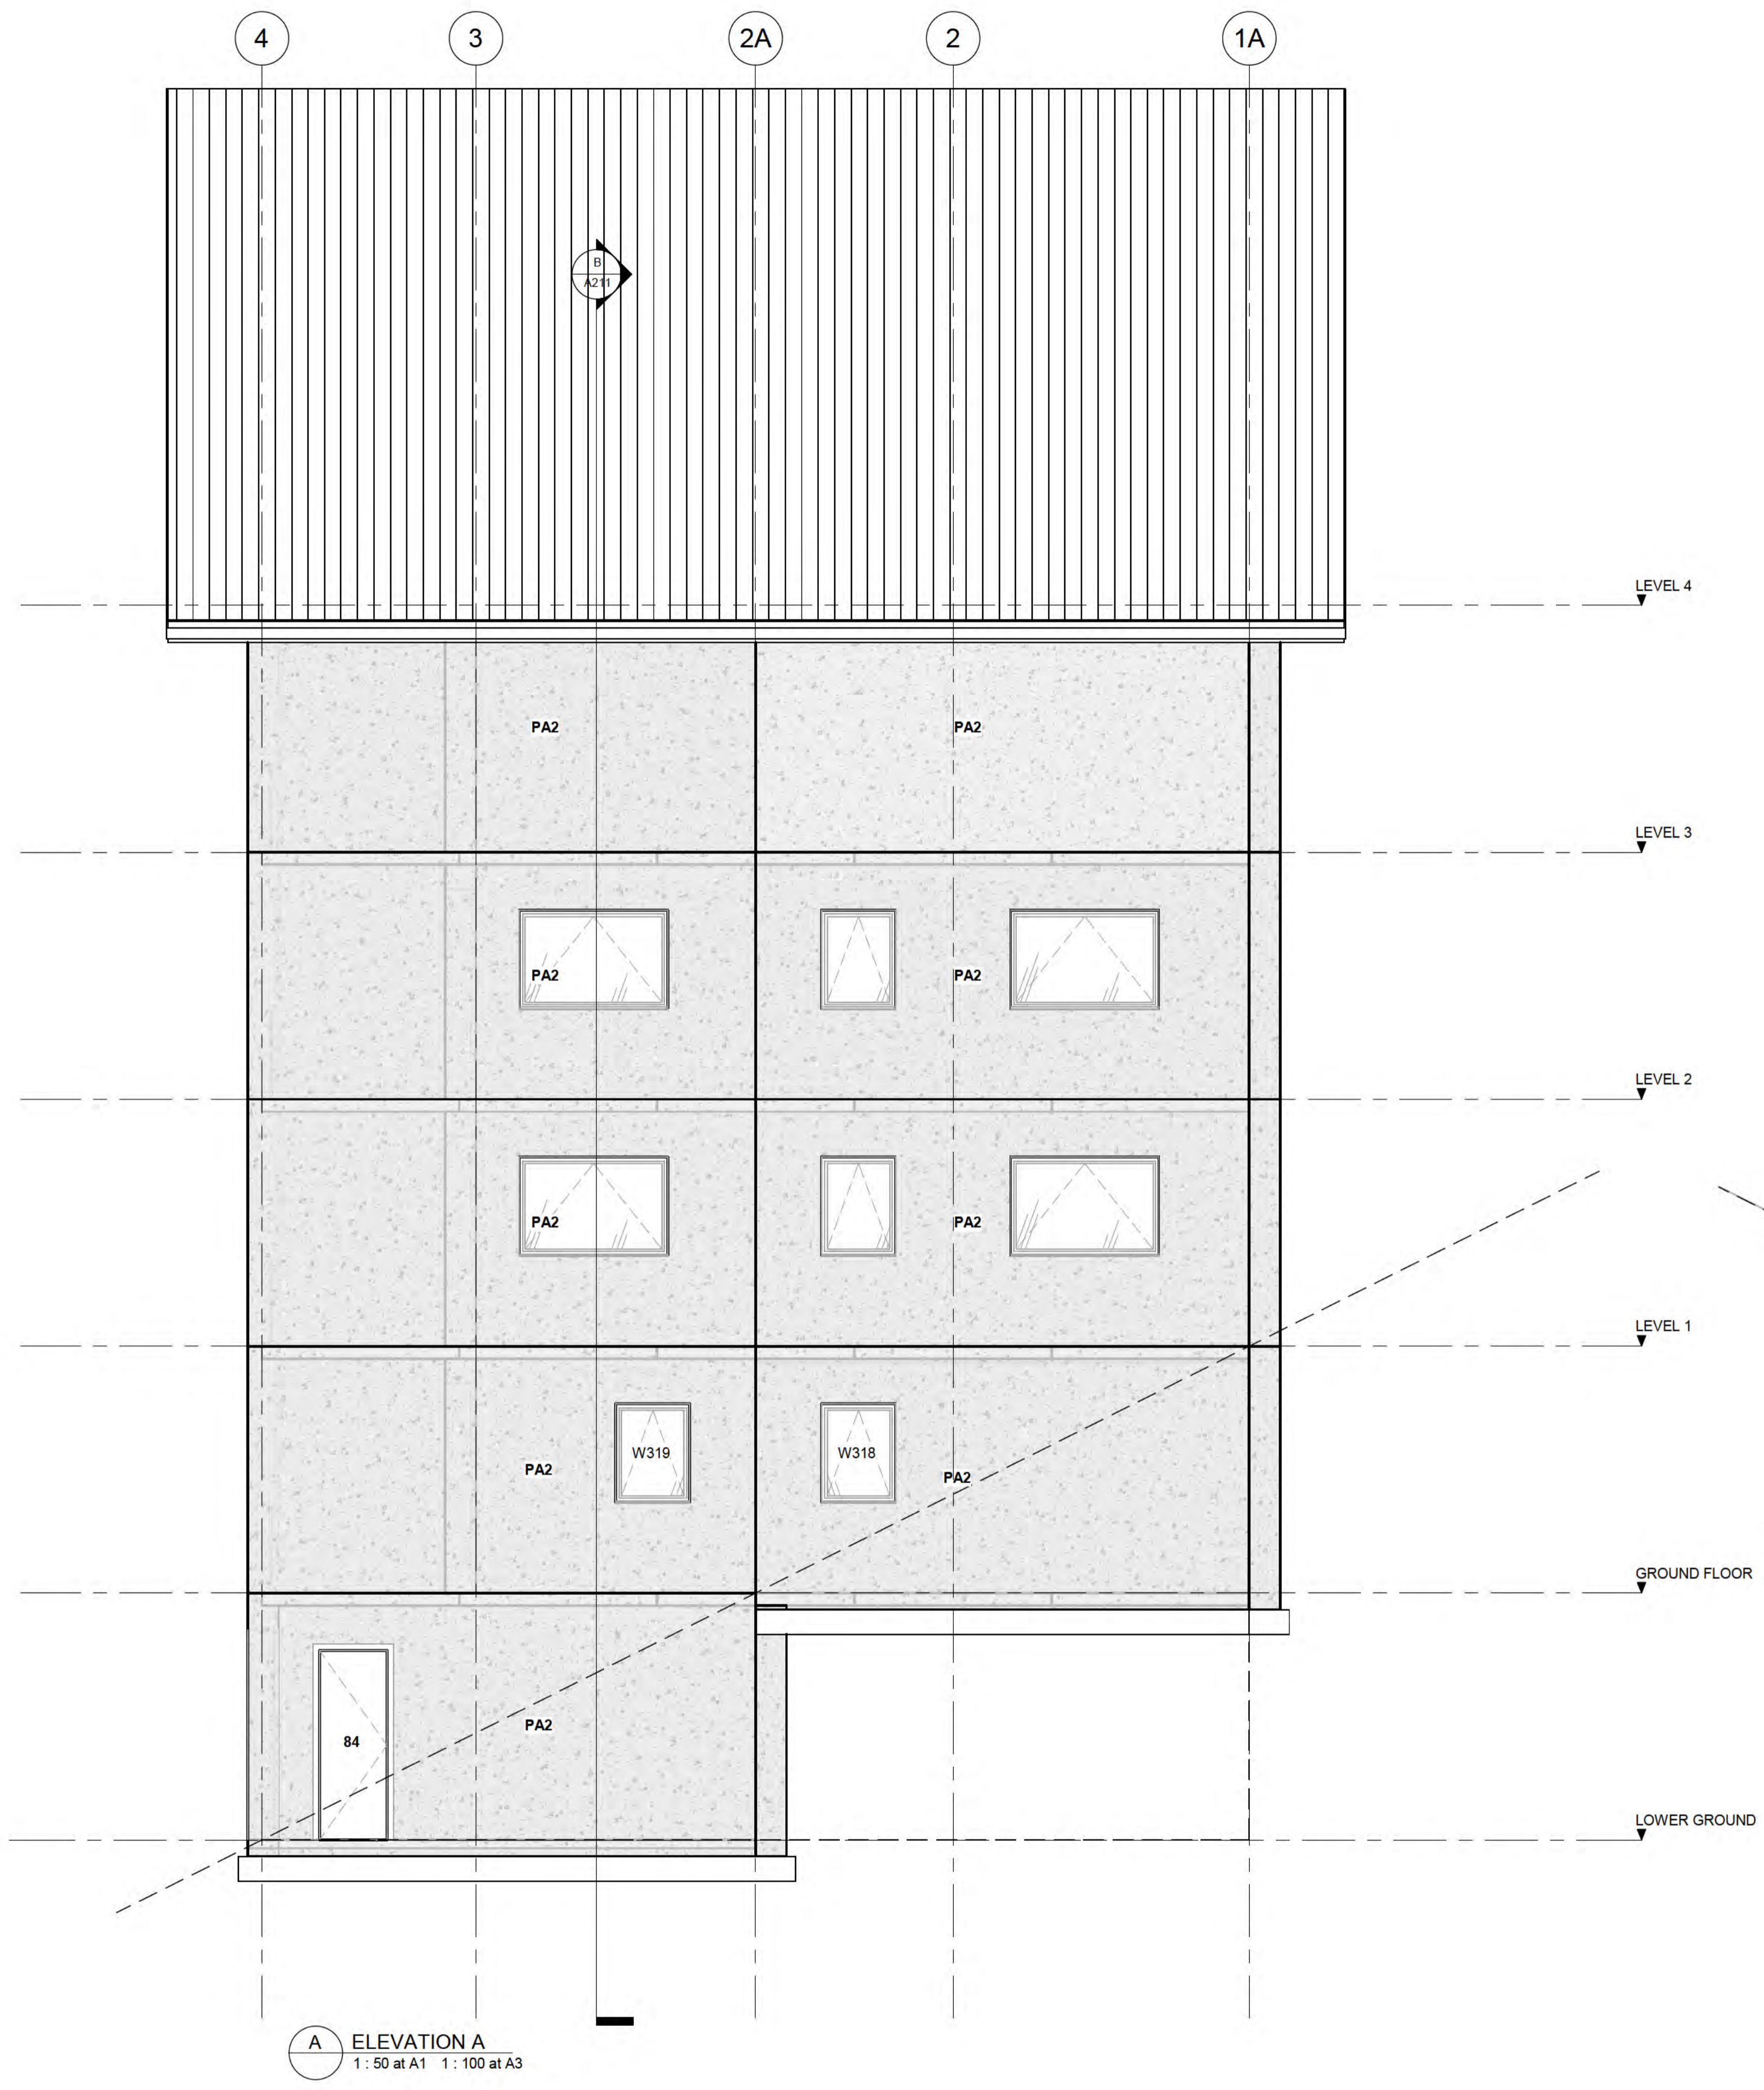 4 3 2A 2 1A
B
A211
LEVEL 4
PA2 PA2
LEVEL 3
PA2 PA2
LEVEL 2
PA2 PA2
LEVEL 1
W319 W318
PA2 PA2
GROUND FLOOR
PA2
84
LOWER GROUND
A ELEVATION A
1 : 50 at A1 1 : 100 at A3